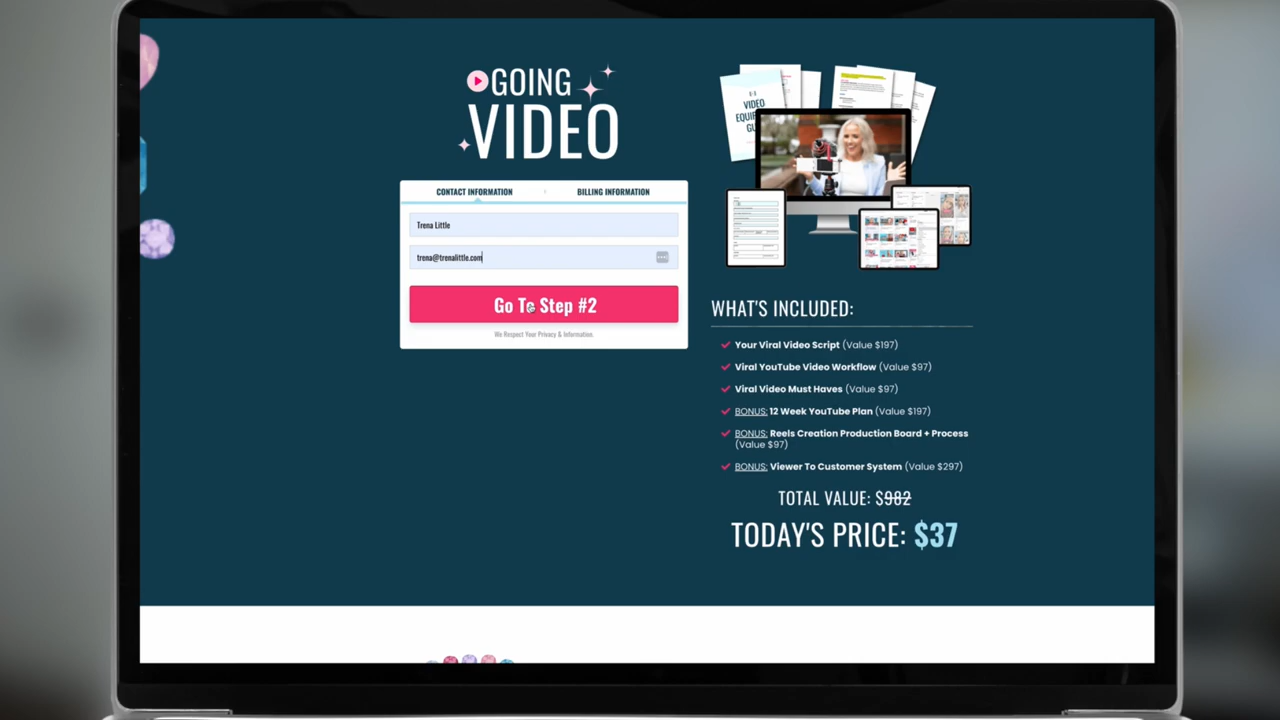 GOING
VIDEO
CONTACT INFORMATION
BILLING INFORMATION
Trena Little
trena@trenalittle.com
Go To Step #2
We Respect Your Privacy & Information.
VIDEO
WHAT'S INCLUDED:
Your Viral Video Script (Value $197)
Viral YouTube Video Workflow (Value $97)
Viral Video Must Haves (Value $97)
BONUS: 12 Week YouTube Plan (Value $197)
BONUS: Reels Creation Production Board + Process
(Value $97)
BONUS: Viewer To Customer System (Value $297)
TOTAL VALUE: $982
TODAY'S PRICE: $37